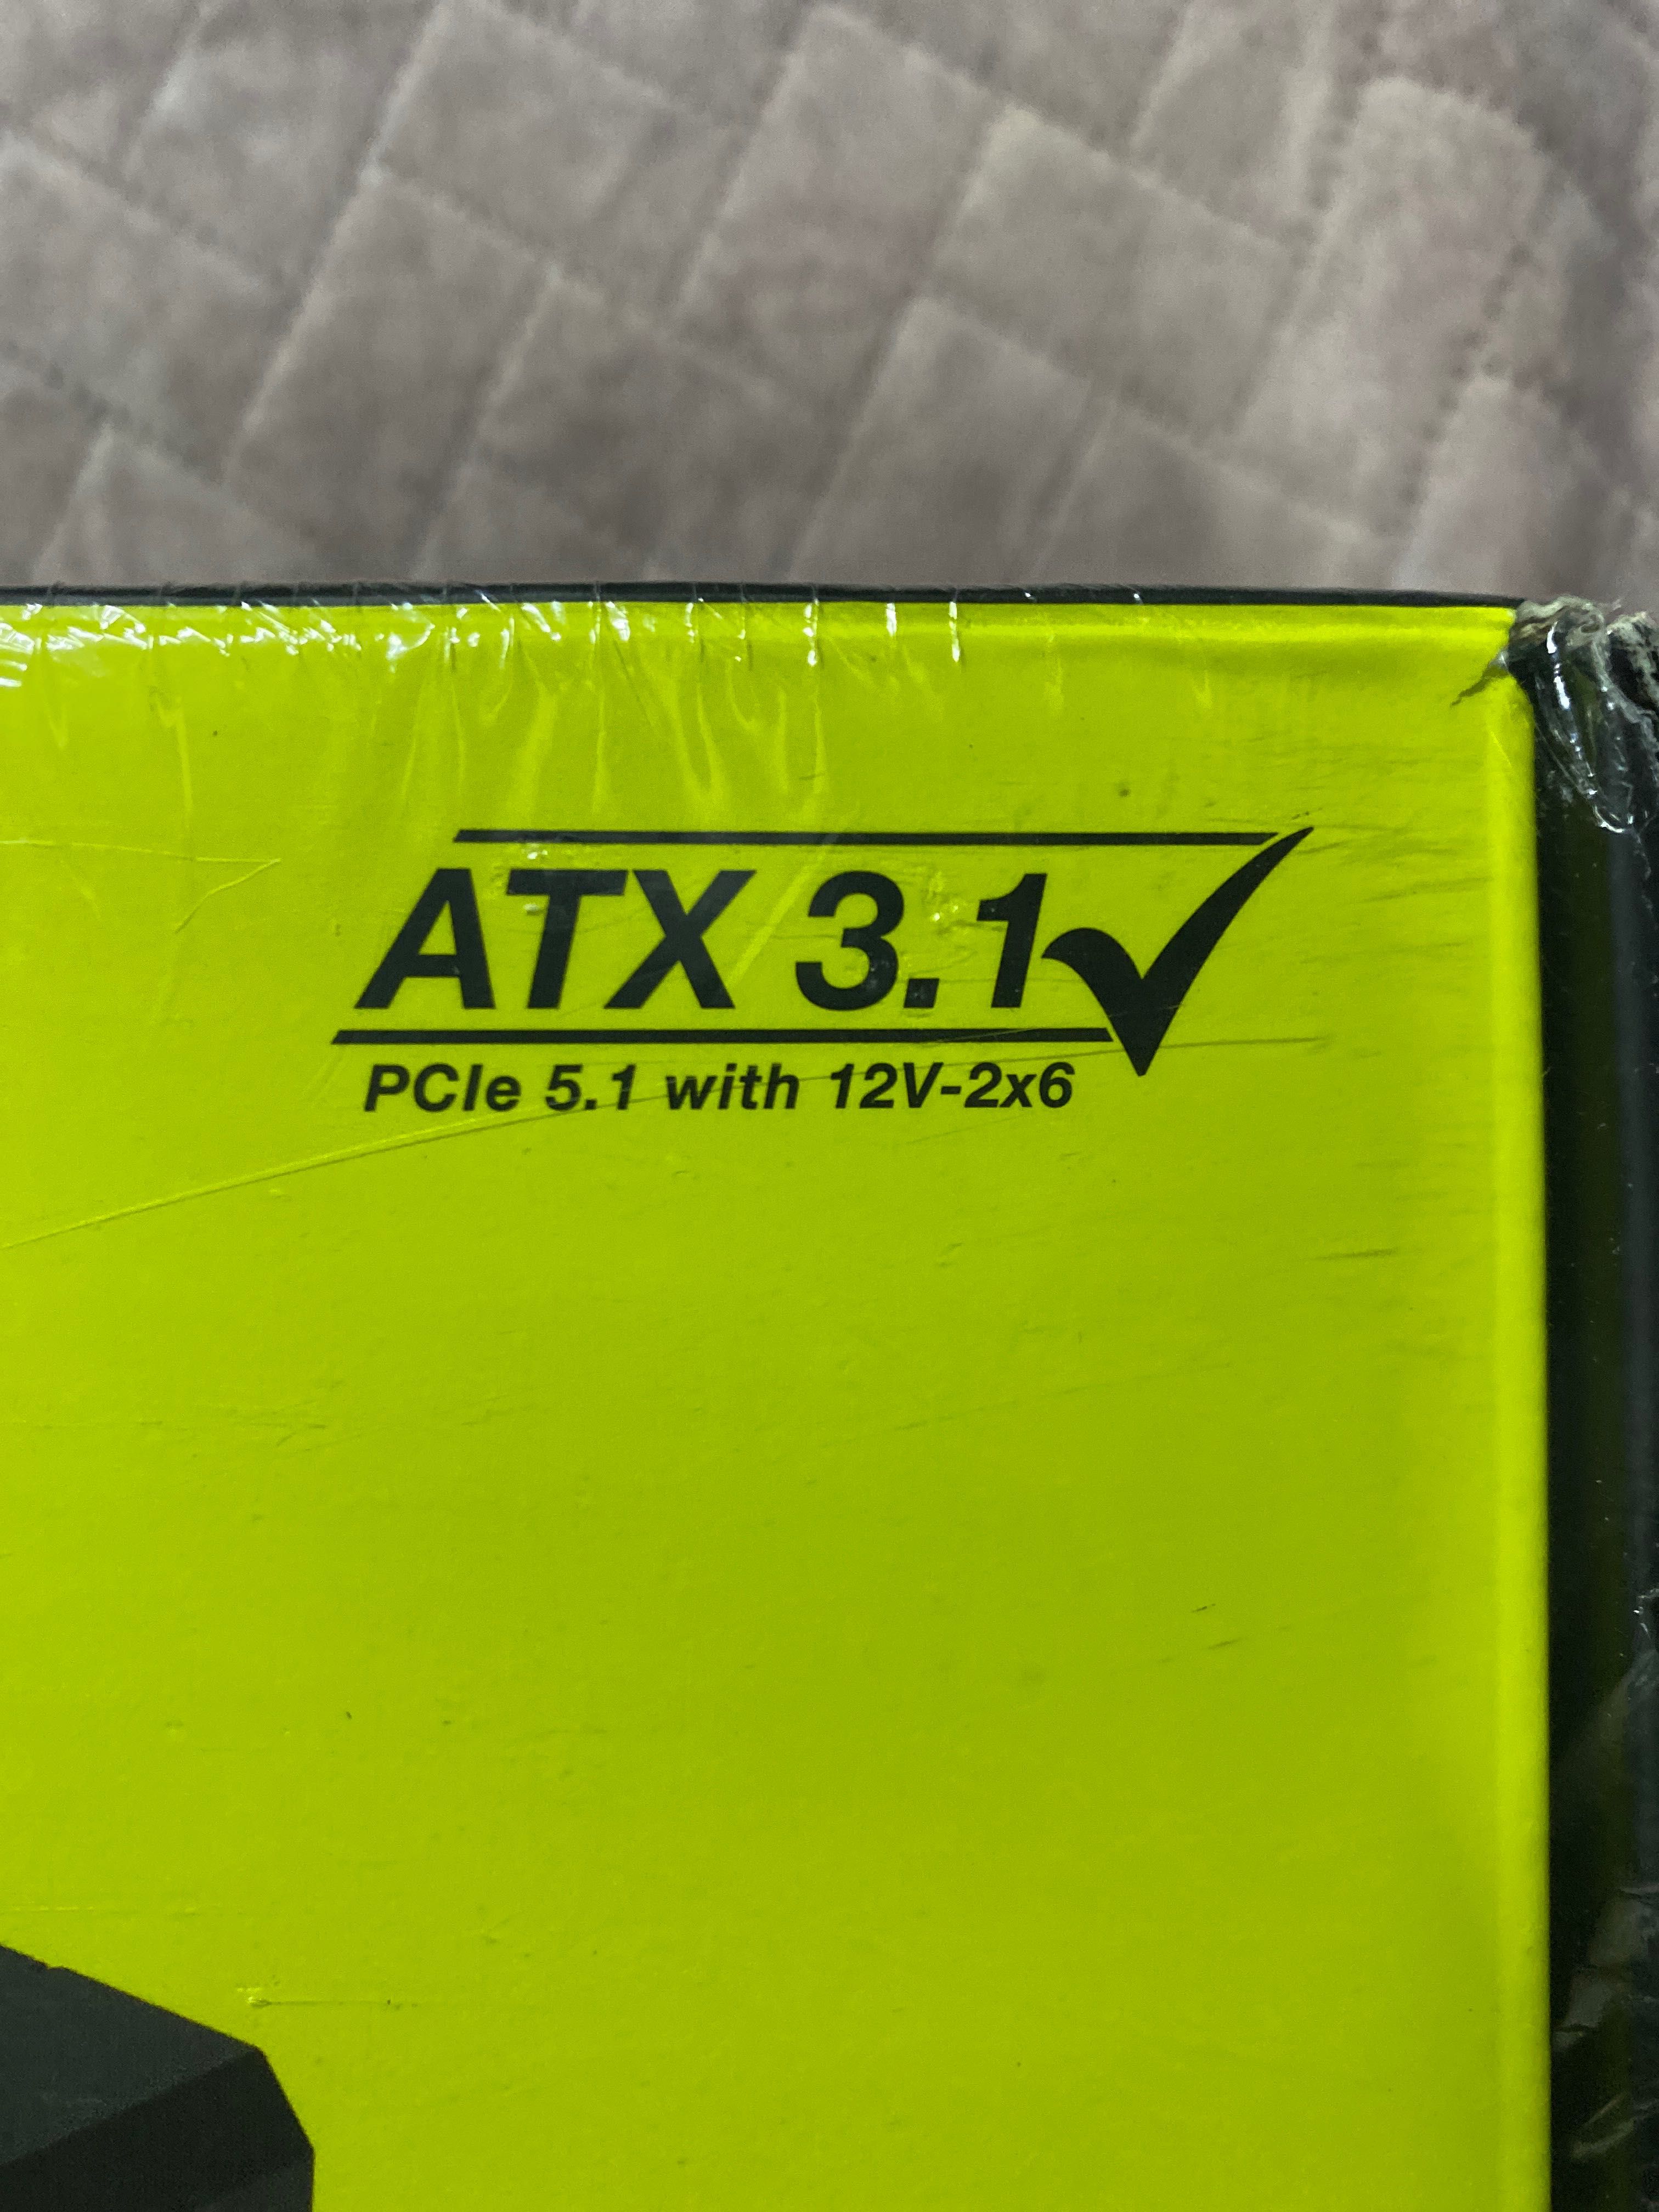 ATX 3.1
PCIe 5.1 with 12V-2x6